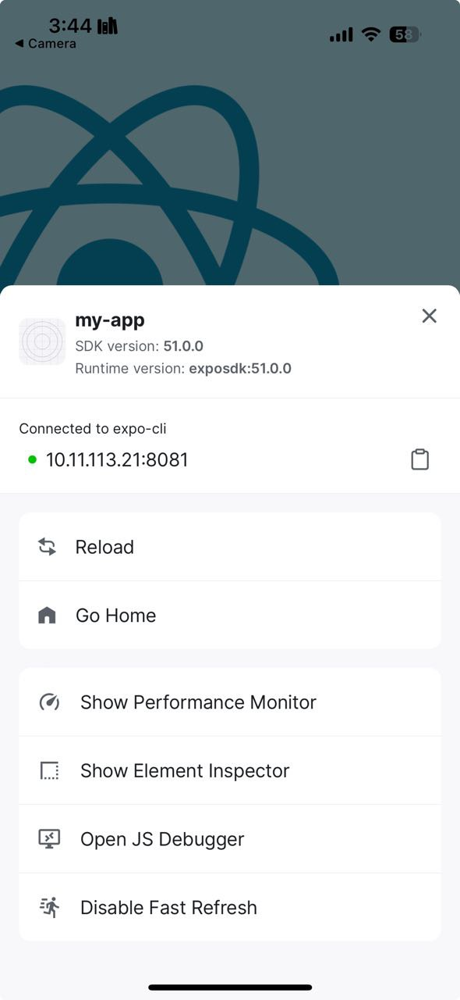 3:44
58
Camera
my-app
SDK version: 51.0.0
Runtime version: exposdk:51.0.0
Connected to expo-cli
10.11.113.21:8081
Reload
Go Home
Show Performance Monitor
Show Element Inspector
Open JS Debugger
Disable Fast Refresh